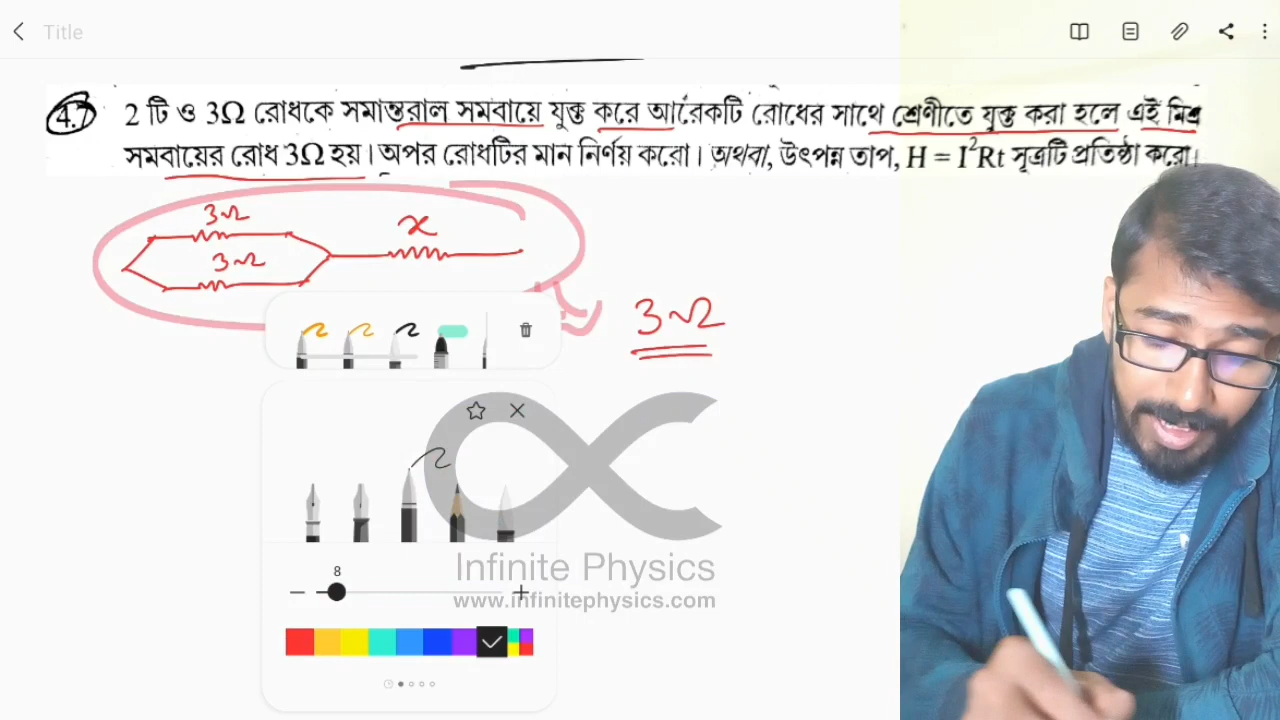 Title
4.7 2 টি ও 3Ω রোধকে সমান্তরাল সমবায়ে যুক্ত করে আরেকটি রোধের সাথে শ্রেণীতে যুক্ত করা হলে এই মিশ্র
সমবায়ের রোধ 3Ω হয়। অপর রোধটির মান নির্ণয় করো। অথবা, উৎপন্ন তাপ, H = I²Rt সূত্রটি প্রতিষ্ঠা করো।
3Ω
x
3Ω
3Ω
8
Infinite Physics
www.infinitephysics.com